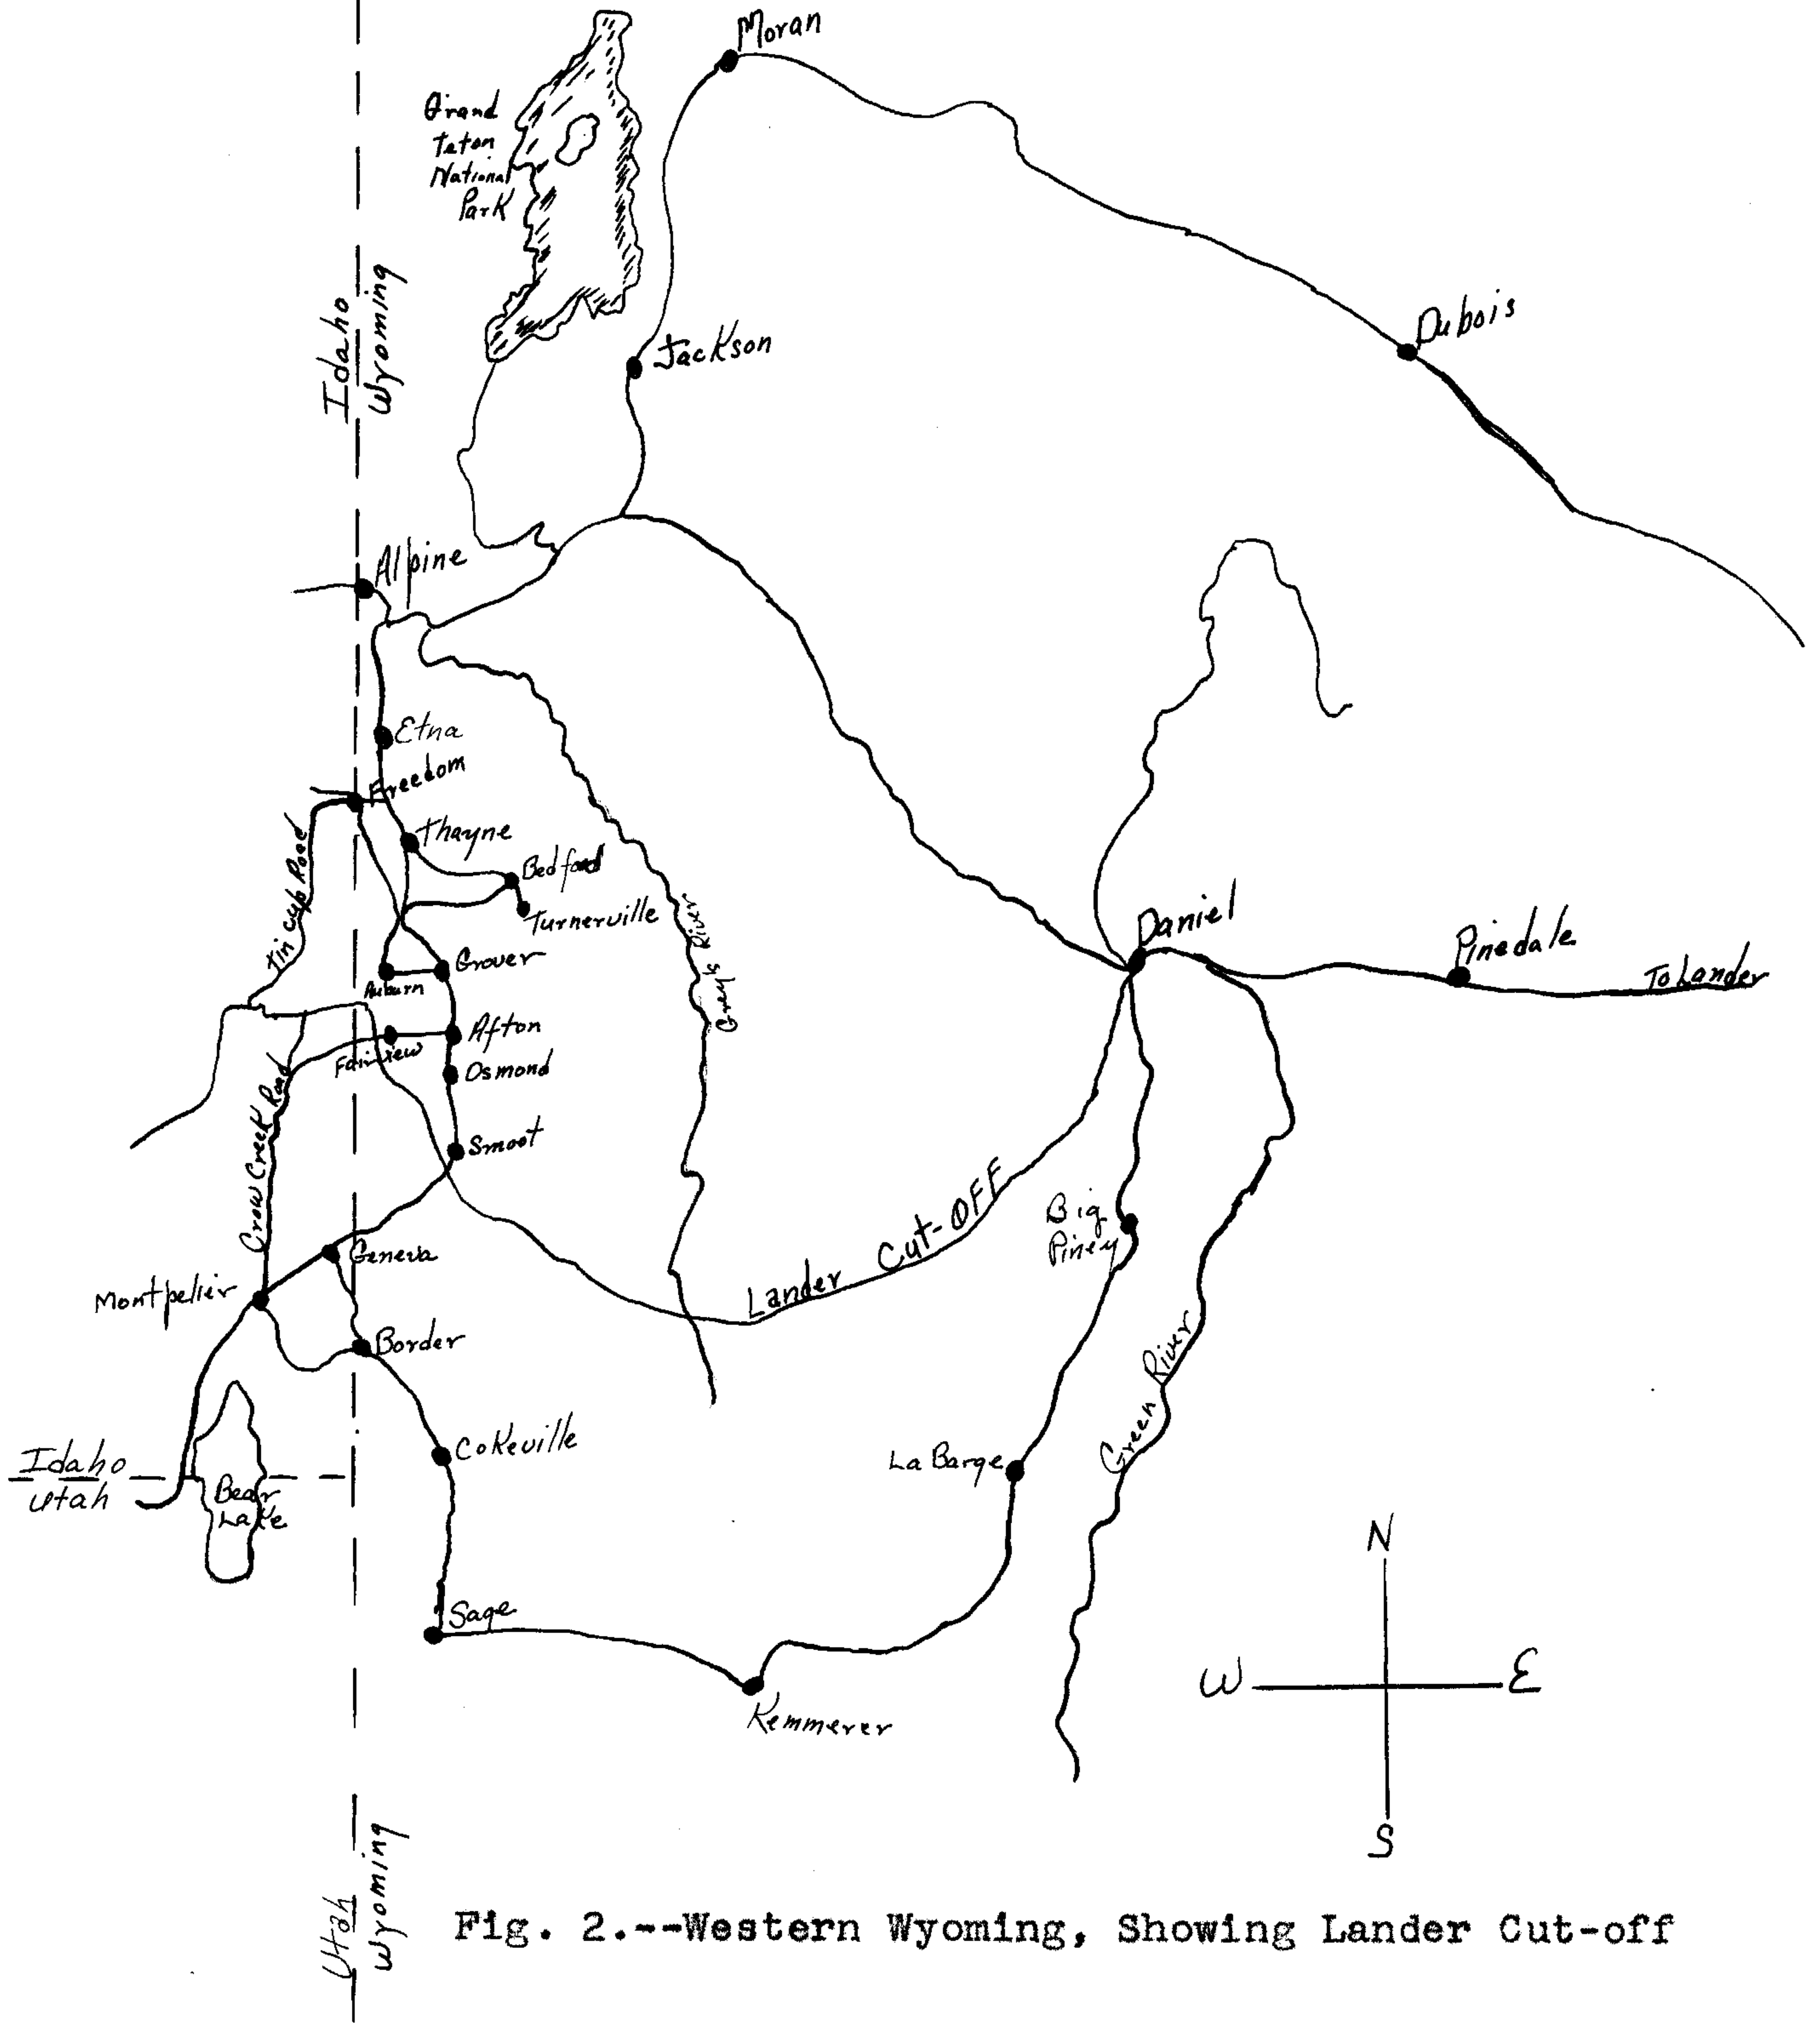 Moran
Grand
Teton
National
Park
Idaho
Wyoming
Jackson
Dubois
Alpine
Etna
Freedom
Thayne
Bedford
Turnerville
Tin Cup Road
Grey's River
Daniel
Pinedale
To Lander
Grover
Auburn
Afton
Fairview
Osmond
Crow Creek Road
Smoot
Geneva
Montpelier
Border
Lander Cut-OFF
Big
Piney
Green River
Cokeville
La Barge
Idaho
Utah
Bear
Lake
Sage
Kemmerer
N
W
E
S
Utah
Wyoming
Fig. 2.--Western Wyoming, Showing Lander Cut-off